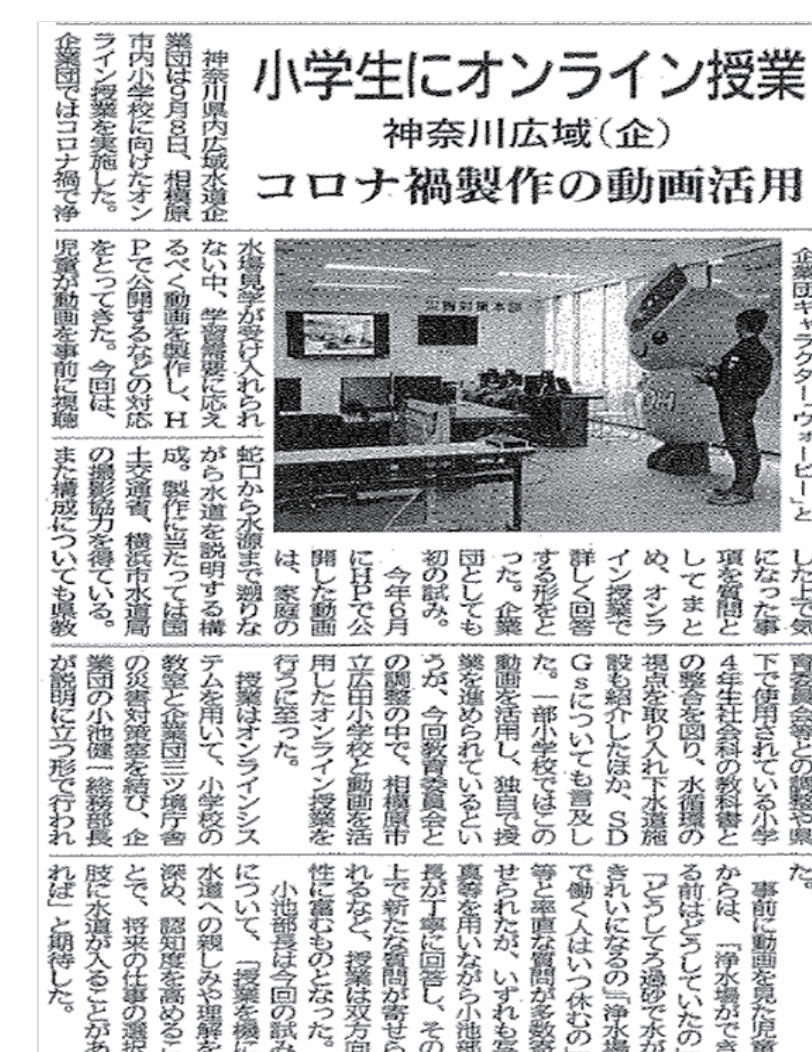 小学生にオンライン授業
神奈川広域(企)
コロナ禍製作の動画活用
神奈川県内広域水道企
業団は9月8日、相模原
市内小学校に向けたオン
ライン授業を実施した。
企業団ではコロナ禍で浄
災害対策本部
企業団キャラクター「ウォーピー」と
水場見学が受け入れられ
ない中、学習需要に応え
るべく動画を製作し、H
Pで公開するなどの対応
をとってきた。今回は、
児童が動画を事前に視聴
した上で気
になった事
項を質問と
してまと
め、オンラ
イン授業で
詳しく回答
する形をと
った。企業
団としても
初の試み。
今年6月
にHPで公
開した動画
は、家庭の
蛇口から水源まで遡りな
がら水道を説明する構
成。製作に当たっては国
土交通省、横浜市水道局
の撮影協力を得ている。
また構成についても県教
育委員会等との調整や県
下で使用されている小学
4年生社会科の教科書と
の整合を図り、水循環の
視点を取り入れ下水道施
設も紹介したほか、SD
Gsについても言及し
た。一部小学校ではこの
動画を活用し、独自で授
業を進められているとい
うが、今回教育委員会と
の調整の中で、相模原市
立広田小学校と動画を活
用したオンライン授業を
行うに至った。
授業はオンラインシス
テムを用いて、小学校の
教室と企業団三ツ境庁舎
の災害対策室を結び、企
業団の小池健一総務部長
が説明に立つ形で行われ
た。
事前に動画を見た児童
からは、「浄水場ができ
る前はどうしていたの」
「どうしてろ過砂で水が
きれいになるの」「浄水場
で働く人はいつ休むの」
等と率直な質問が多数寄
せられたが、いずれも写
真等を用いながら小池部
長が丁寧に回答し、その
上で新たな質問が寄せら
れるなど、授業は双方向
性に富むものとなった。
小池部長は今回の試み
について、「授業を機に
水道への親しみや理解を
深め、認知度を高めるこ
とで、将来の仕事の選択
肢に水道が入ることがあ
れば」と期待した。